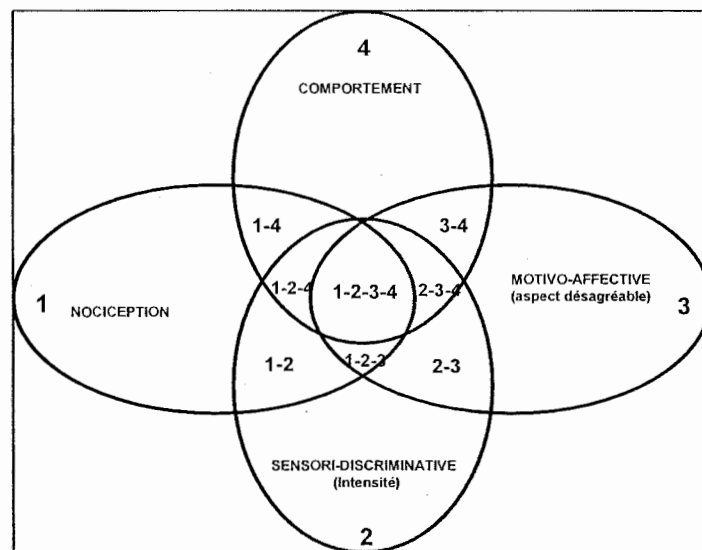 4
COMPORTEMENT
1-4
3-4
1-2-4
1-2-3-4
2-3-4
1
NOCICEPTION
MOTIVO-AFFECTIVE
(aspect désagréable)
3
1-2
1-2-3
2-3
SENSORI-DISCRIMINATIVE
(Intensité)
2